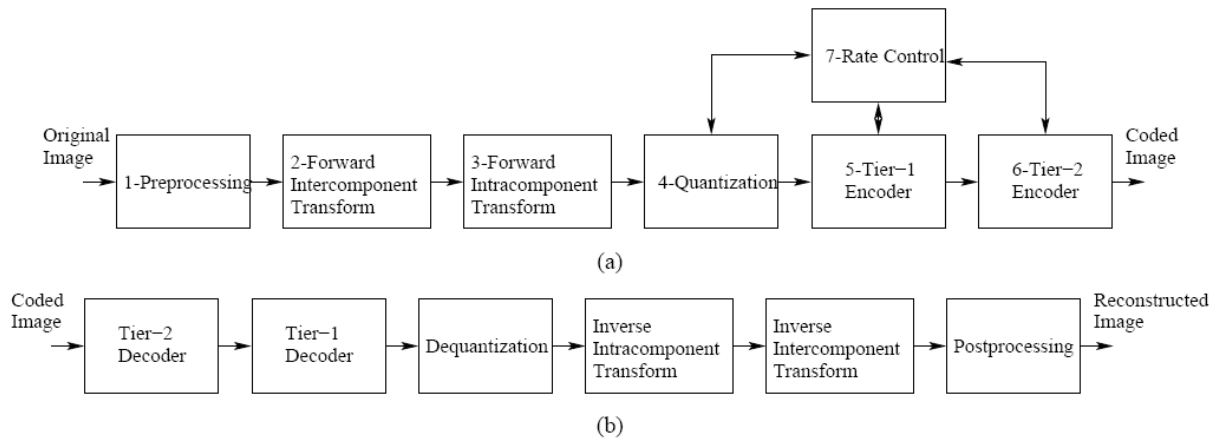 7-Rate Control
Original
Image
1-Preprocessing
2-Forward
Intercomponent
Transform
3-Forward
Intracomponent
Transform
4-Quantization
5-Tier-1
Encoder
6-Tier-2
Encoder
Coded
Image
(a)
Coded
Image
Tier-2
Decoder
Tier-1
Decoder
Dequantization
Inverse
Intracomponent
Transform
Inverse
Intercomponent
Transform
Postprocessing
Reconstructed
Image
(b)